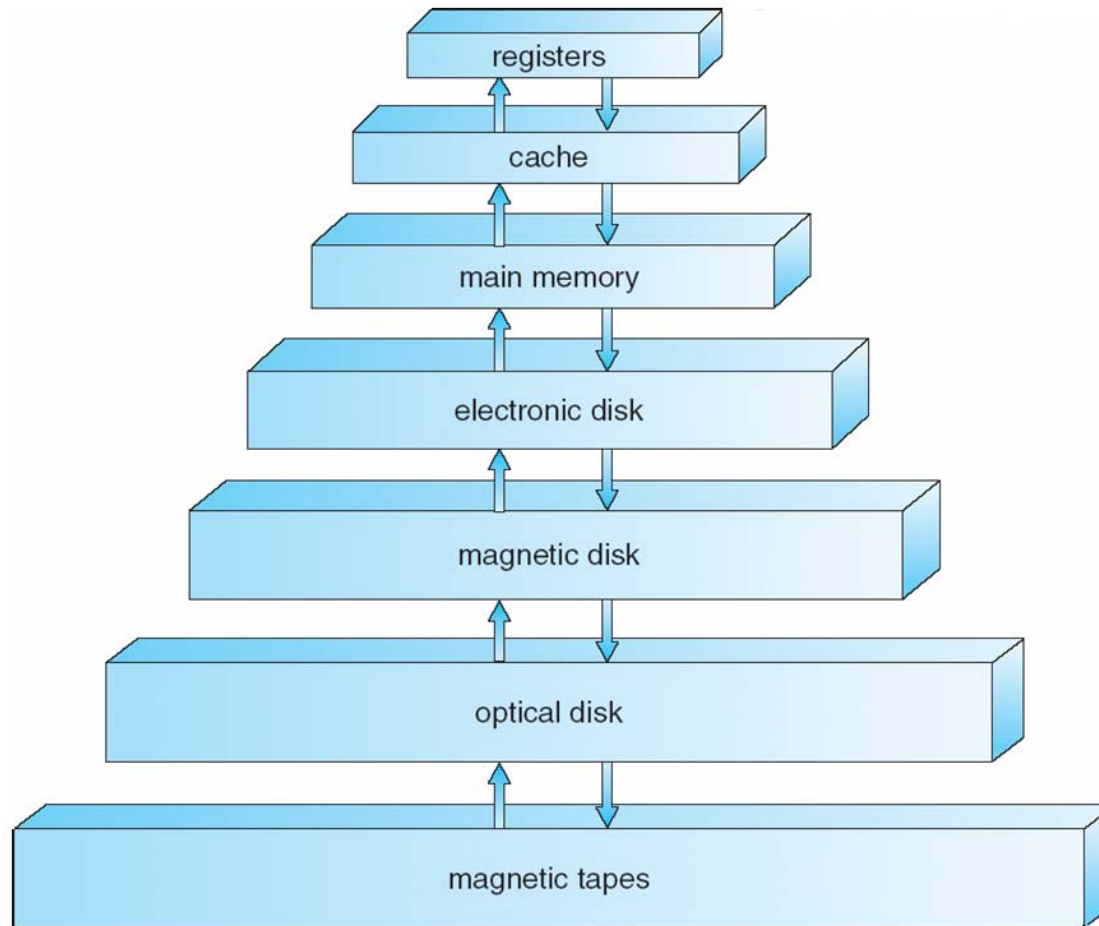 registers
cache
main memory
electronic disk
magnetic disk
optical disk
magnetic tapes